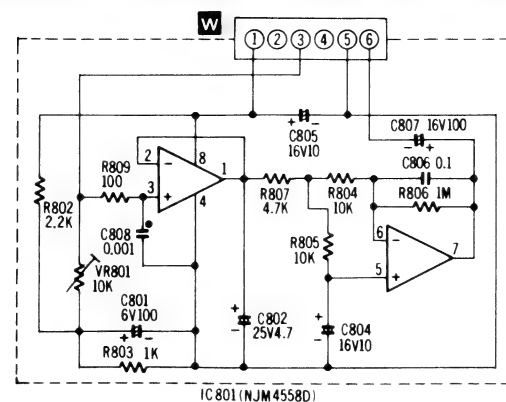 W
1 2 3 4 5 6
C805
16V10
C807 16V100
C806 0.1
R806 1M
R809
100
R807
4.7K
R804
10K
R802
2.2K
C808
0.001
R805
10K
VR801
10K
C801
6V100
C802
25V4.7
C804
16V10
R803 1K
2
3
8
4
1
6
5
7
IC801(NJM4558D)